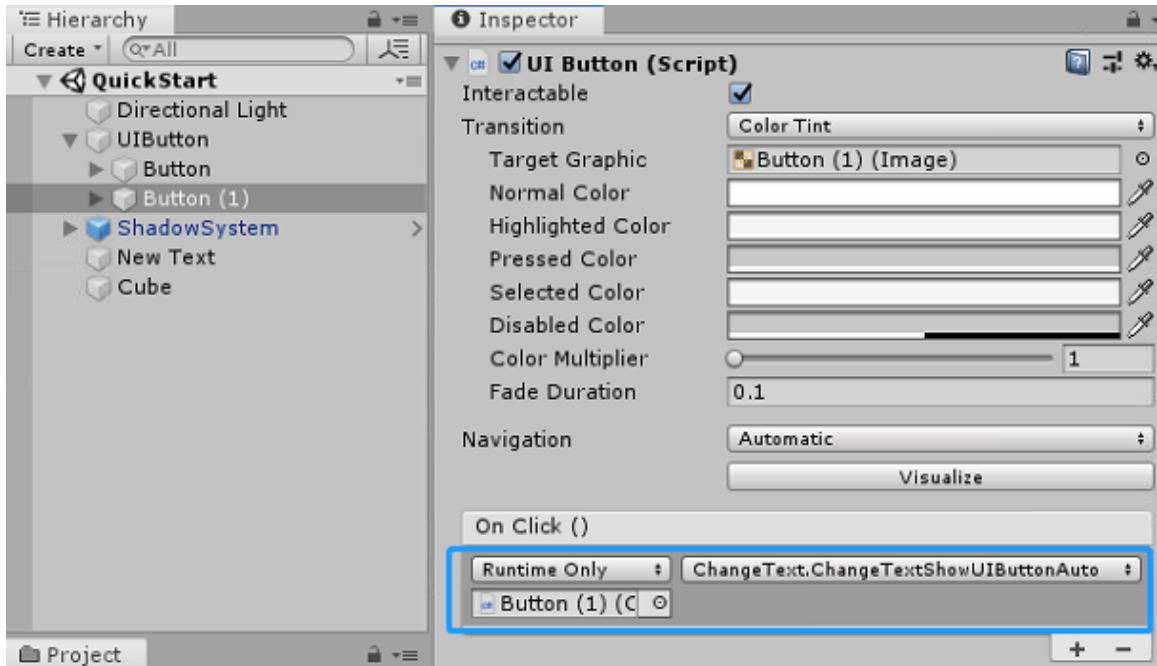 Hierarchy
Create
All
QuickStart
Directional Light
UIButton
Button
Button (1)
ShadowSystem
New Text
Cube
Project
Inspector
UI Button (Script)
Interactable
Transition Color Tint
Target Graphic Button (1) (Image)
Normal Color
Highlighted Color
Pressed Color
Selected Color
Disabled Color
Color Multiplier 1
Fade Duration 0.1
Navigation Automatic
Visualize
On Click ()
Runtime Only ChangeText.ChangeTextShowUIButtonAuto
Button (1) (C
+ −